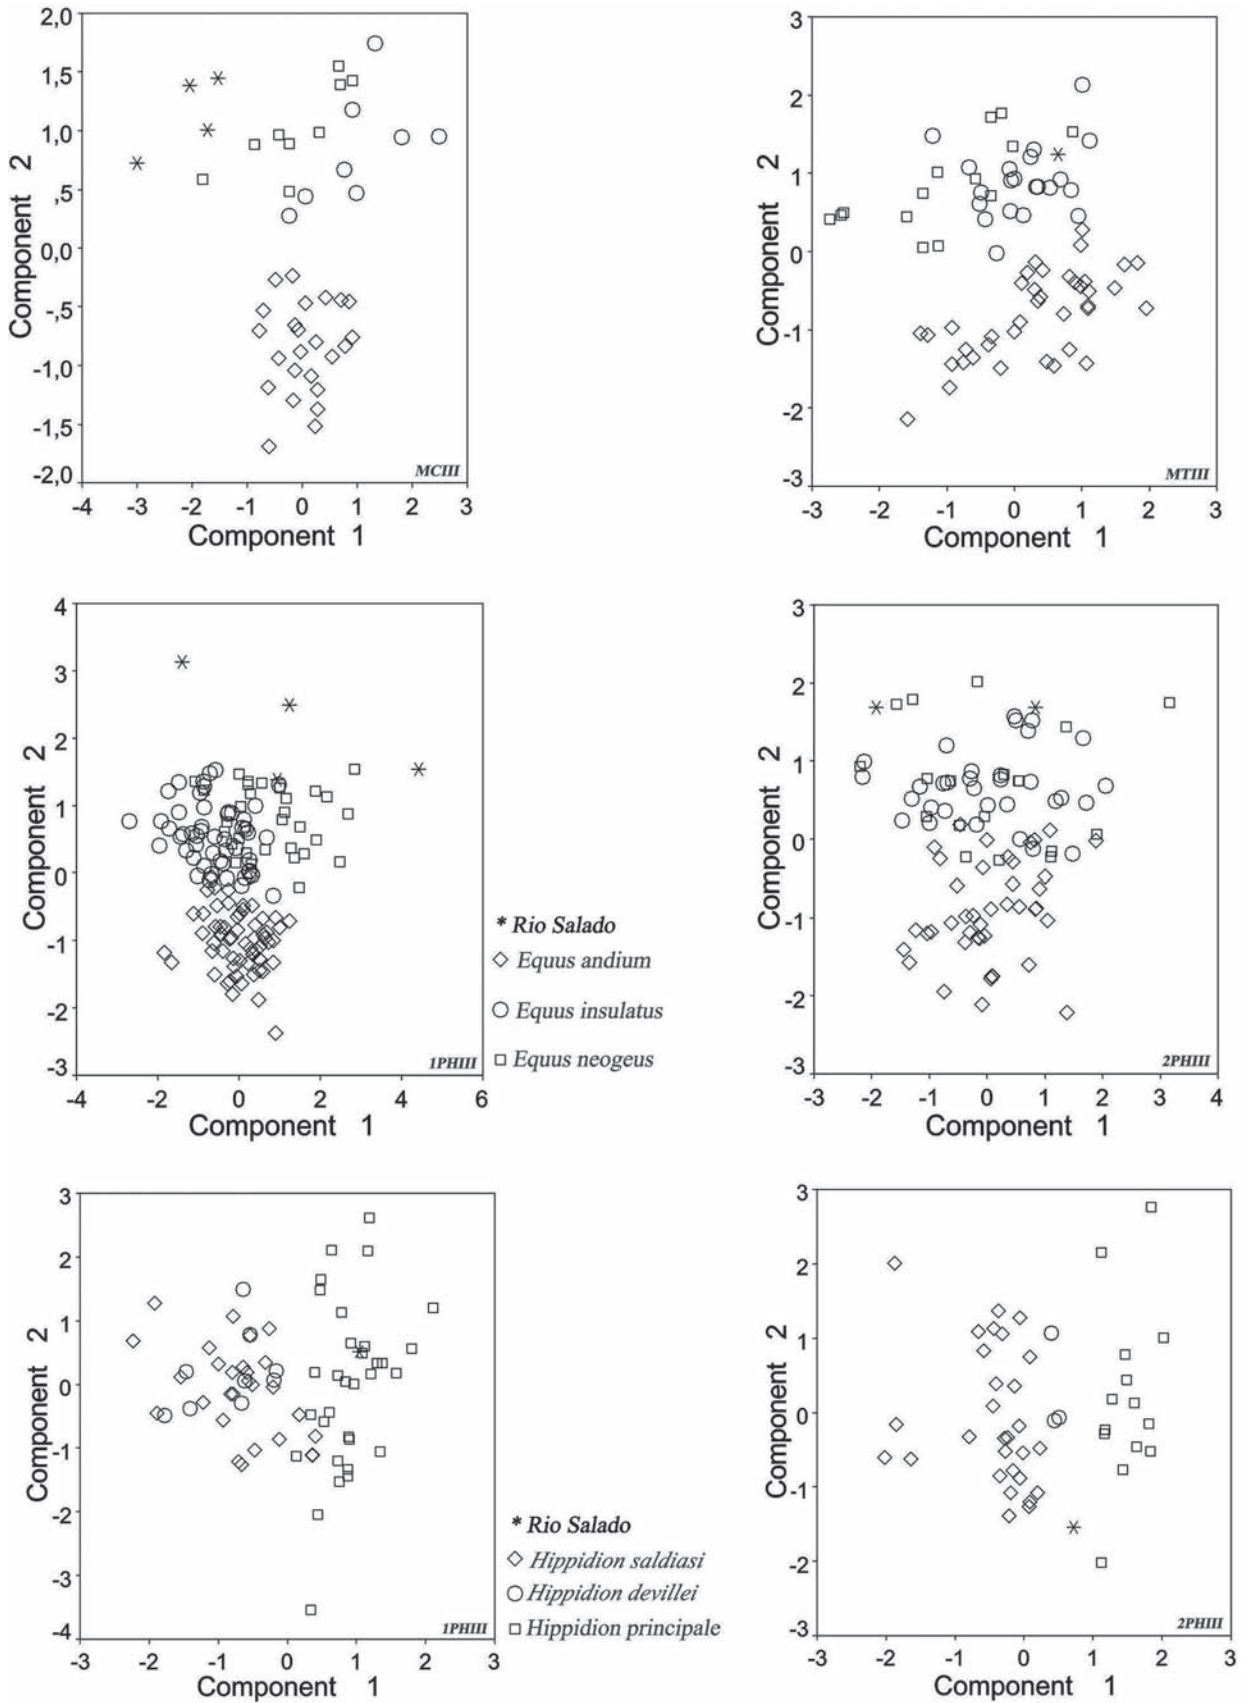 2,0
1,5
1,0
,5
0,0
-,5
-1,0
-1,5
-2,0
Component 2
MCIII
-4 -3 -2 -1 0 1 2 3
Component 1
3
2
1
0
-1
-2
-3
Component 2
MTIII
-3 -2 -1 0 1 2 3
Component 1
4
3
2
1
0
-1
-2
-3
Component 2
1PHIII
-4 -2 0 2 4 6
Component 1
* Rio Salado
Equus andium
Equus insulatus
Equus neogeus
3
2
1
0
-1
-2
-3
Component 2
2PHIII
-3 -2 -1 0 1 2 3 4
Component 1
3
2
1
0
-1
-2
-3
-4
Component 2
1PHIII
-3 -2 -1 0 1 2 3
Component 1
* Rio Salado
Hippidion saldiasi
Hippidion devillei
Hippidion principale
3
2
1
0
-1
-2
-3
Component 2
2PHIII
-3 -2 -1 0 1 2 3
Component 1